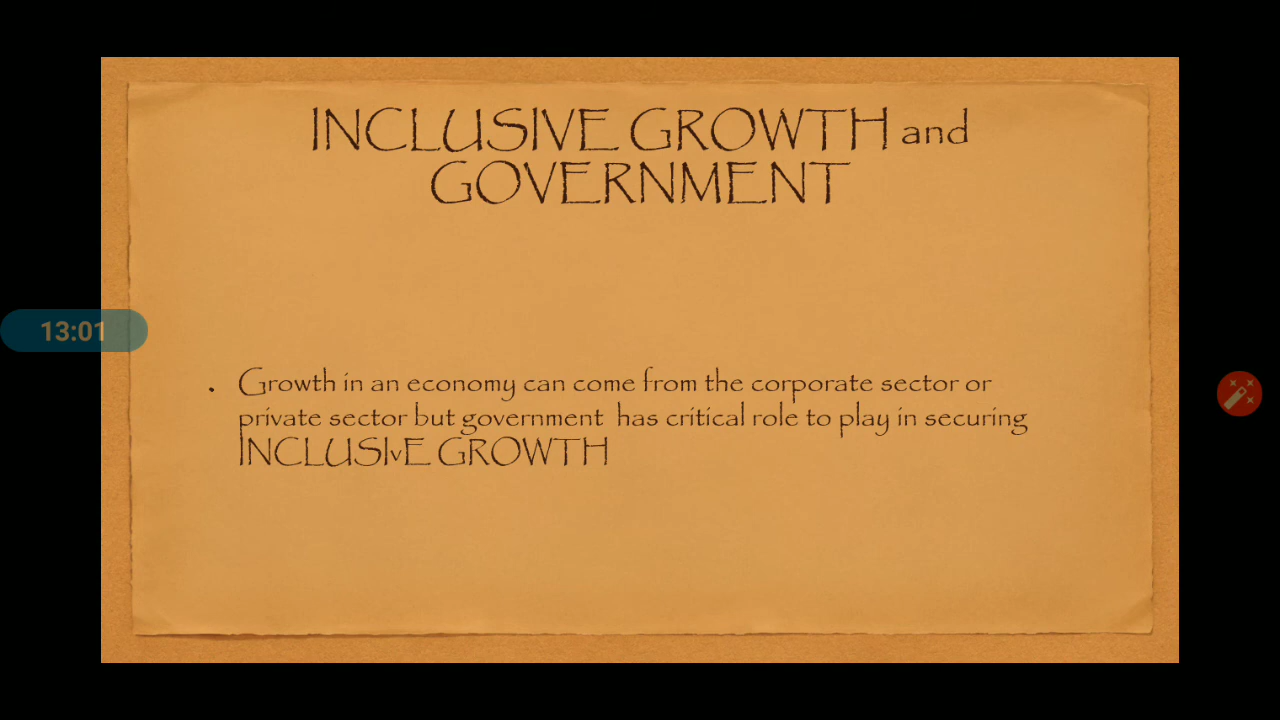 INCLUSIVE GROWTH and
GOVERNMENT
13:01
. Growth in an economy can come from the corporate sector or
private sector but government has critical role to play in securing
INCLUSIvE GROWTH